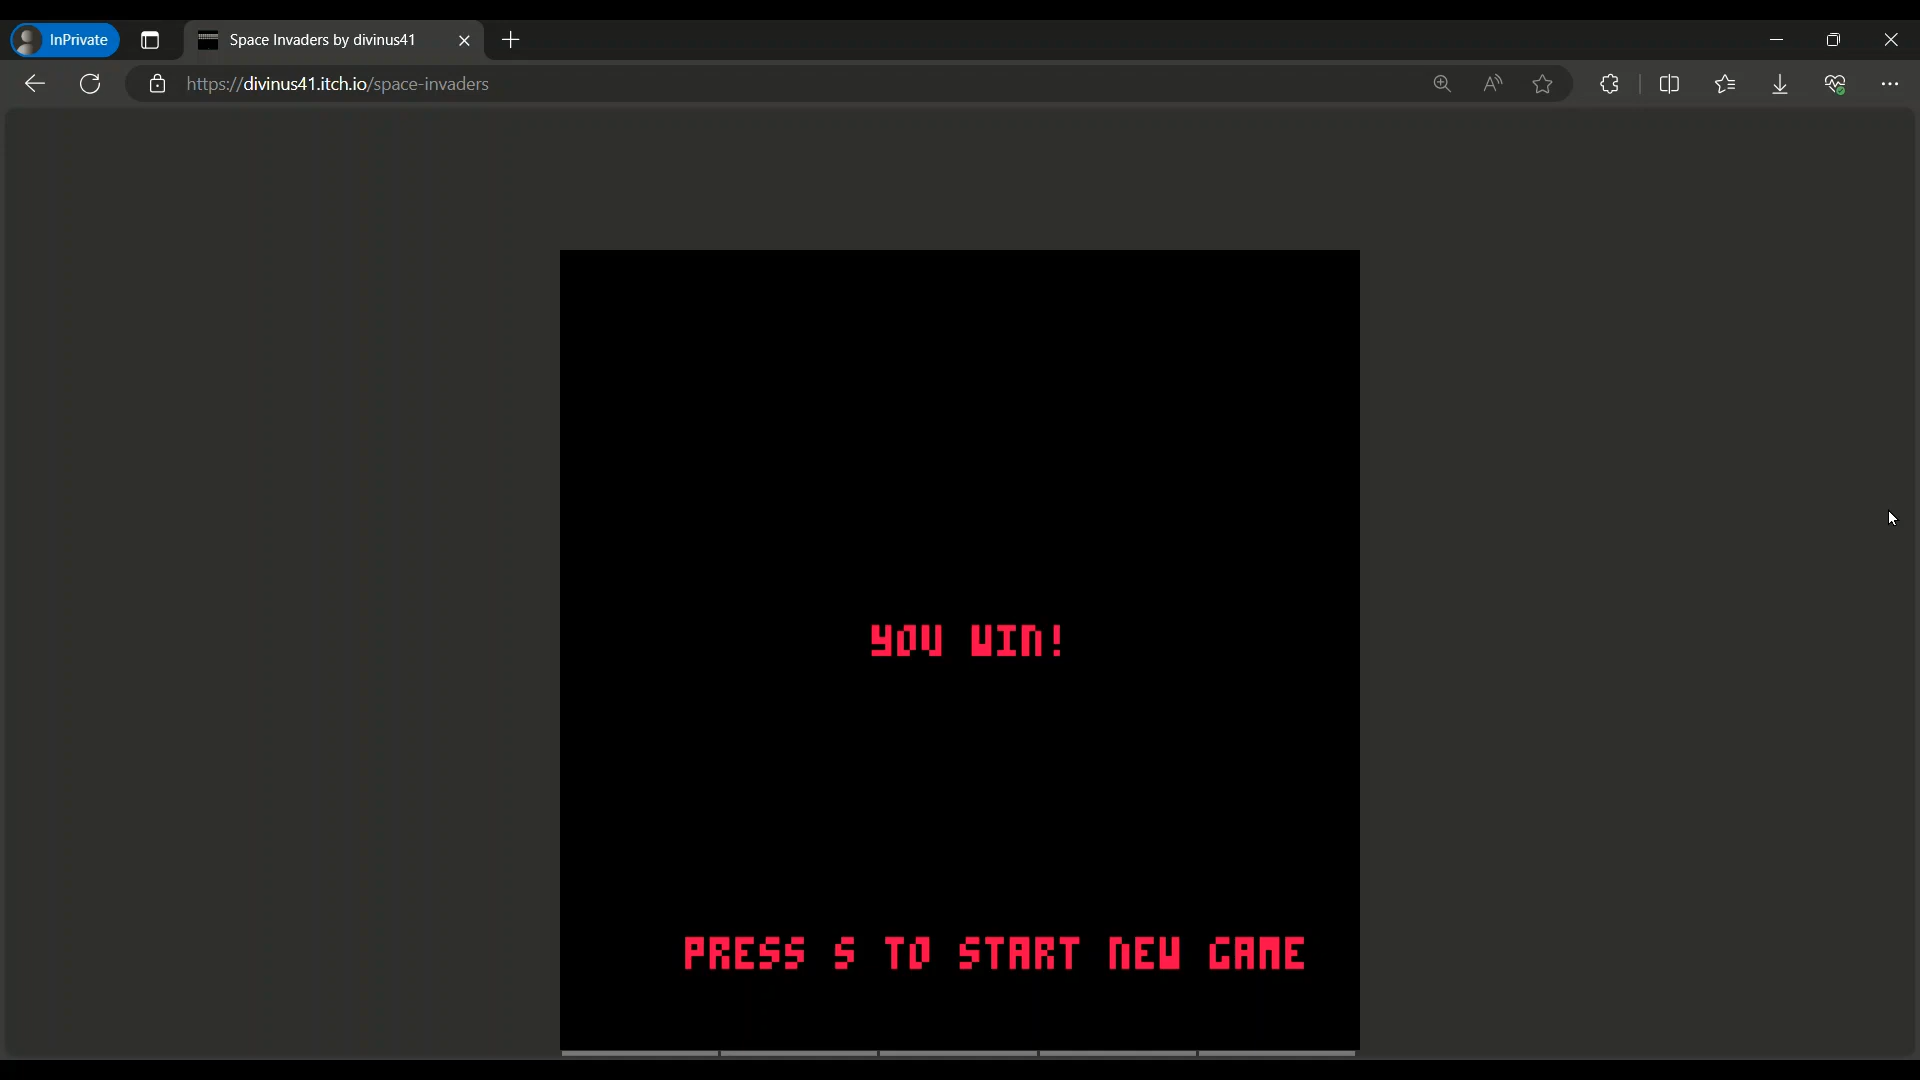 InPrivate
Space Invaders by divinus41
https://divinus41.itch.io/space-invaders
YOU WIN!
PRESS S TO START NEW GAME